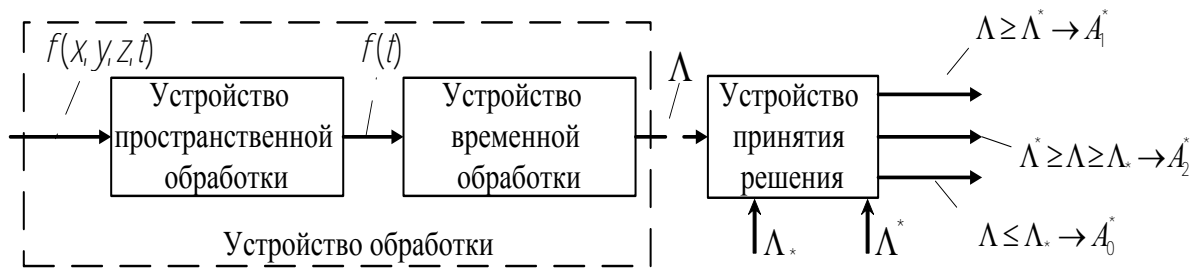 f(x,y,z,t)
f(t)
Λ
Λ ≥ Λ* → A₁*
Устройство
пространственной
обработки
Устройство
временной
обработки
Устройство
принятия
решения
Λ* ≥ Λ ≥ Λ⁎ → A₂*
Λ ≤ Λ⁎ → A₀*
Устройство обработки
Λ⁎
Λ*